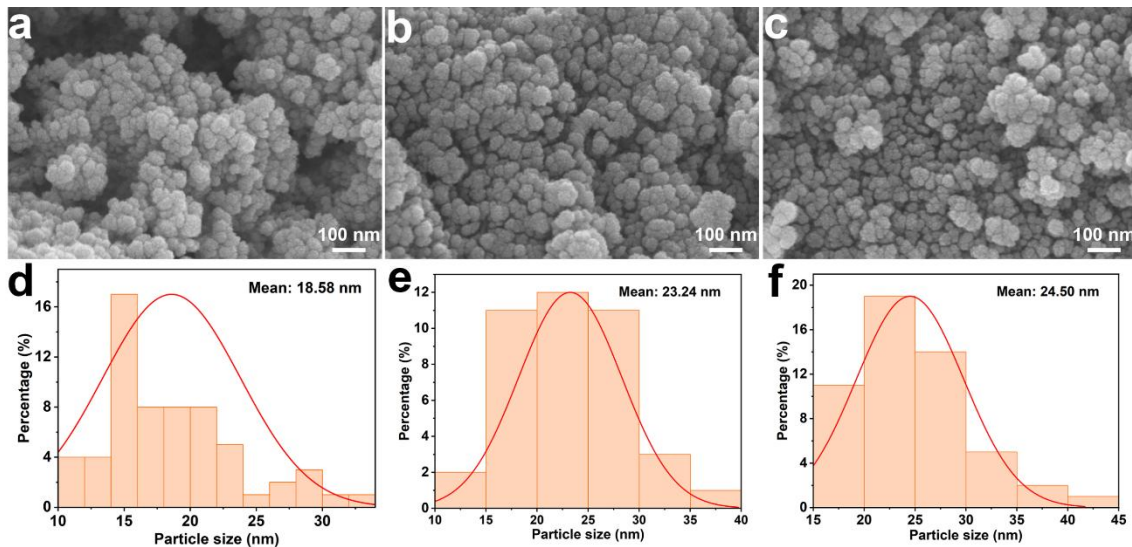 a
b
c
100 nm
100 nm
100 nm
d
Mean: 18.58 nm
Percentage (%)
16
12
8
4
0
10
15
20
25
30
Particle size (nm)
e
Mean: 23.24 nm
Percentage (%)
12
10
8
6
4
2
0
10
15
20
25
30
35
40
Particle size (nm)
f
Mean: 24.50 nm
Percentage (%)
20
16
12
8
4
0
15
20
25
30
35
40
45
Particle size (nm)